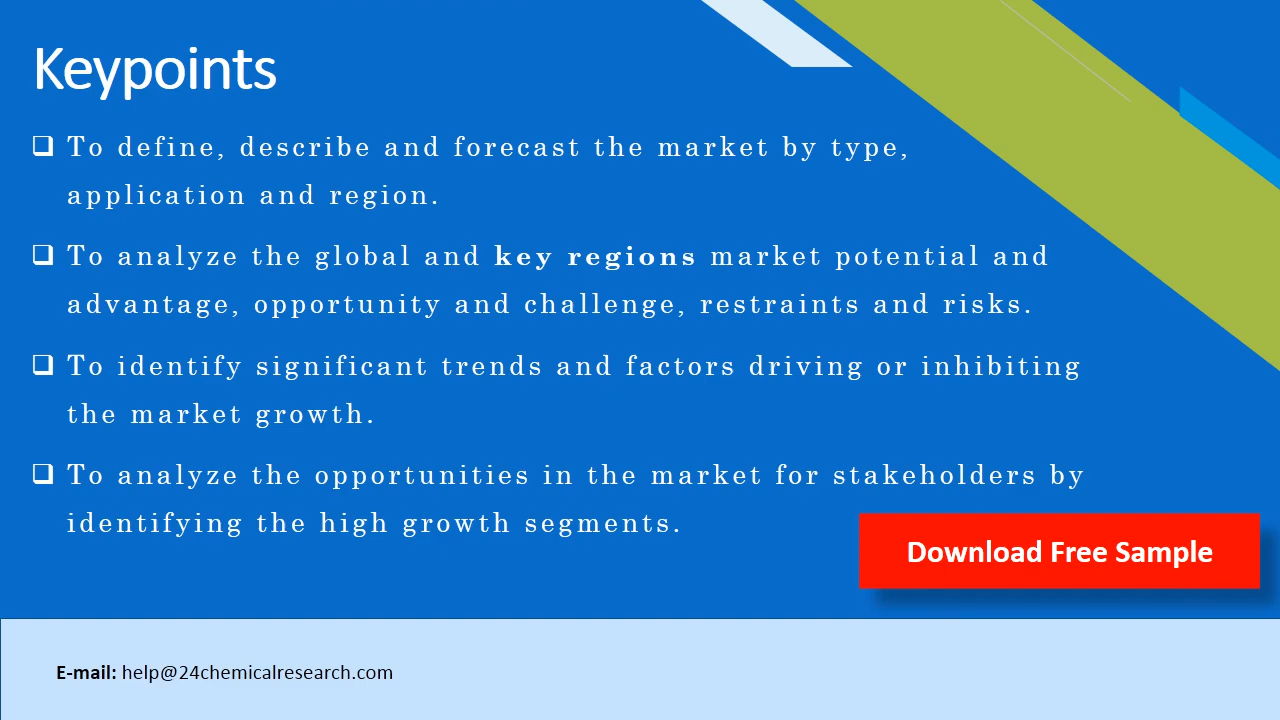 Keypoints
❑ To define, describe and forecast the market by type,
application and region.
❑ To analyze the global and key regions market potential and
advantage, opportunity and challenge, restraints and risks.
❑ To identify significant trends and factors driving or inhibiting
the market growth.
❑ To analyze the opportunities in the market for stakeholders by
identifying the high growth segments.
Download Free Sample
E-mail: help@24chemicalresearch.com